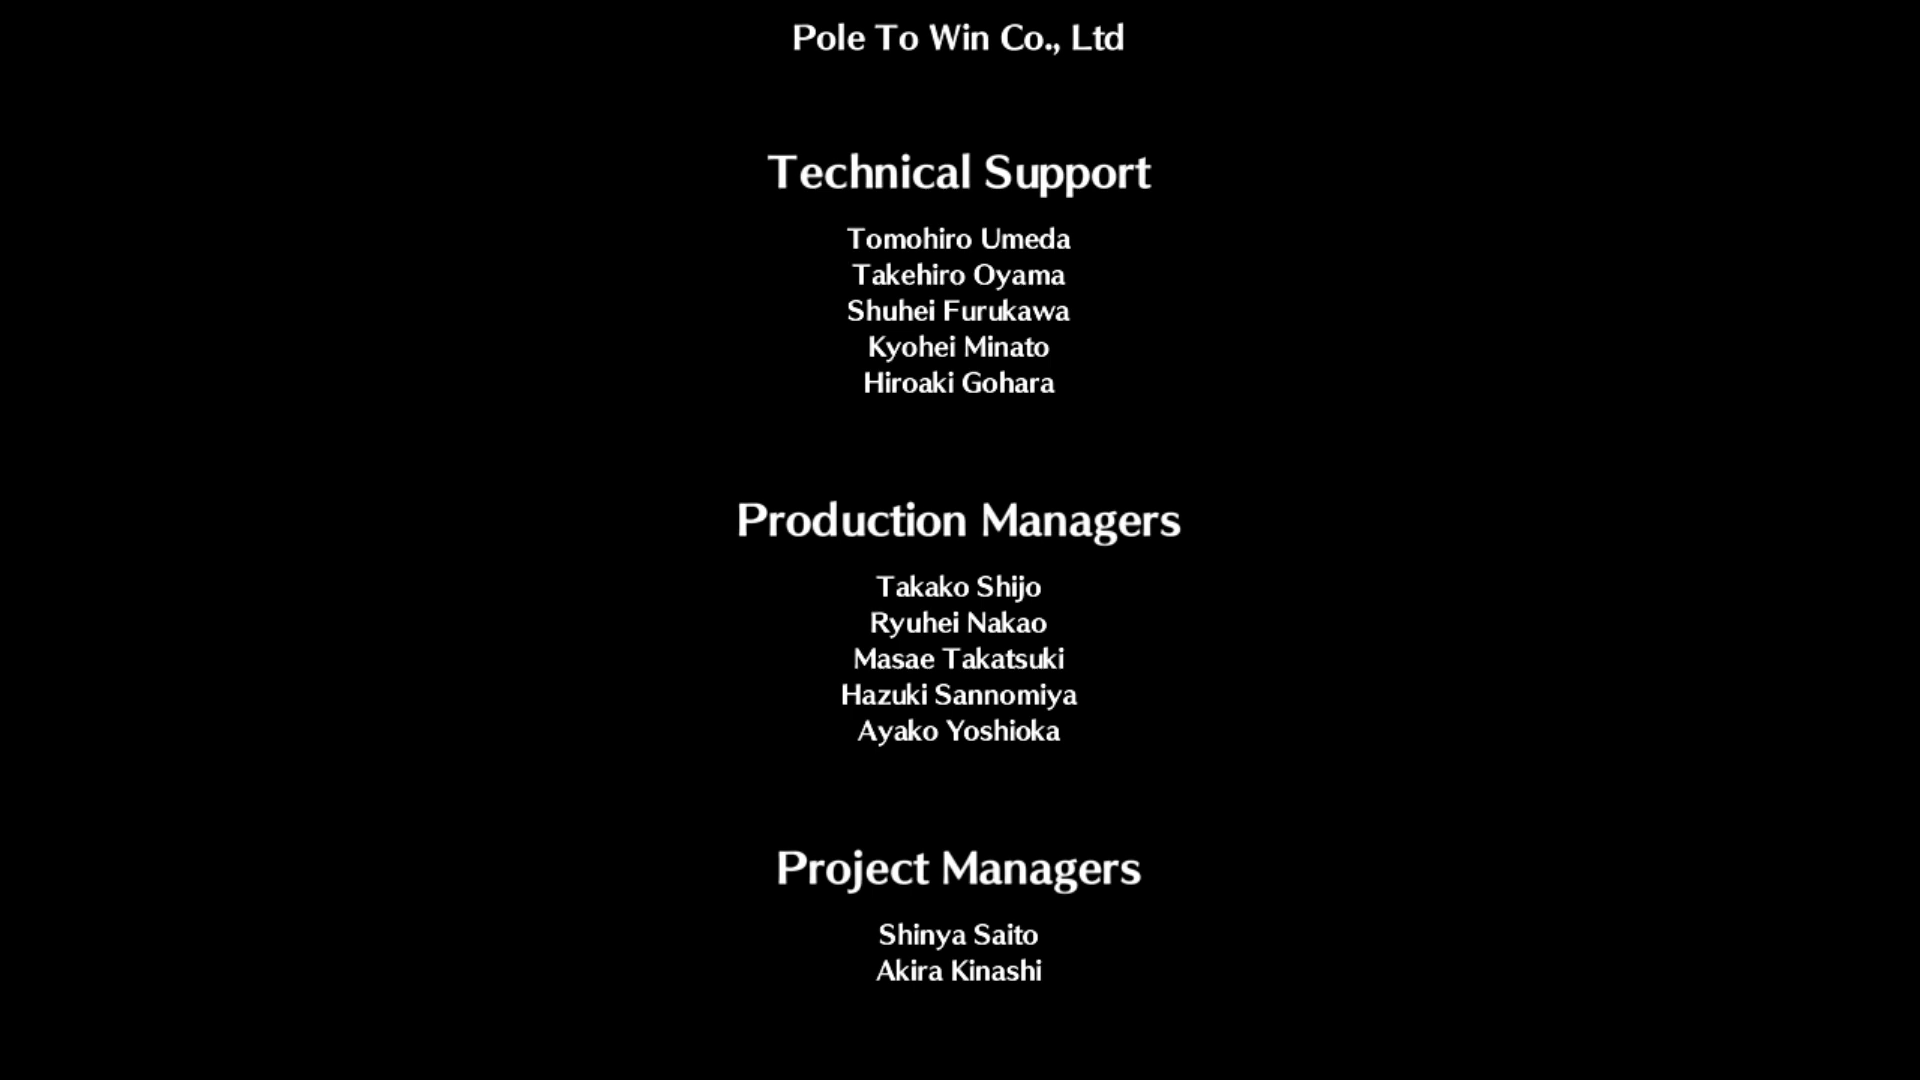 Pole To Win Co., Ltd
Technical Support
Tomohiro Umeda
Takehiro Oyama
Shuhei Furukawa
Kyohei Minato
Hiroaki Gohara
Production Managers
Takako Shijo
Ryuhei Nakao
Masae Takatsuki
Hazuki Sannomiya
Ayako Yoshioka
Project Managers
Shinya Saito
Akira Kinashi